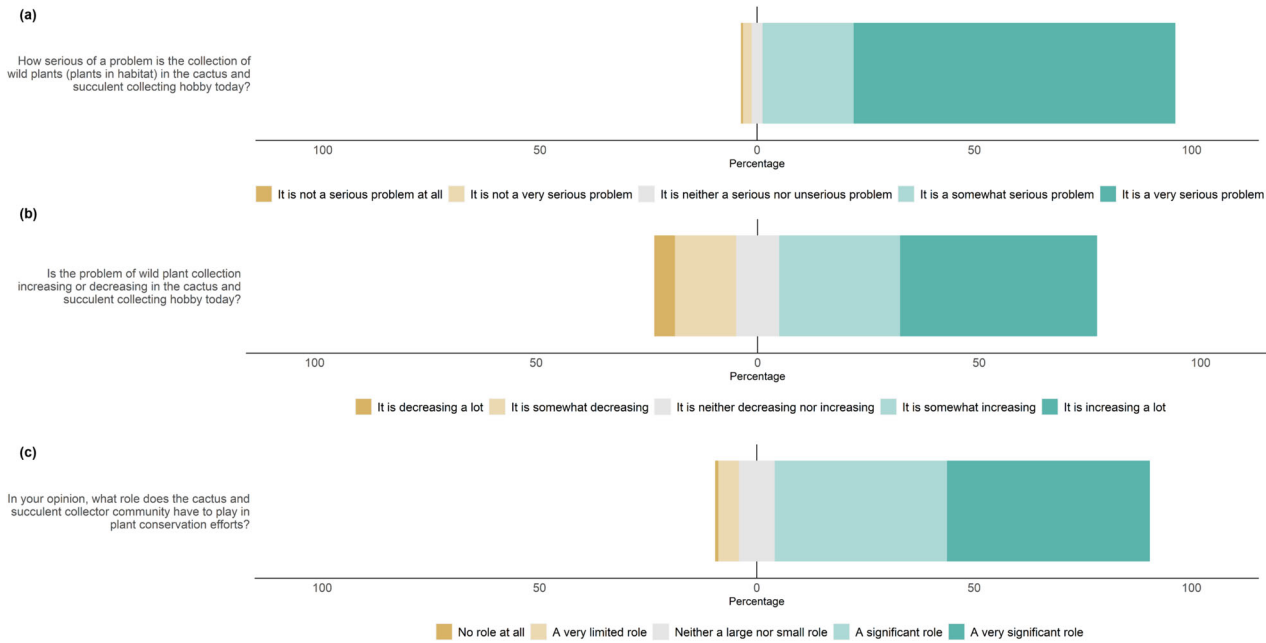 (a)
How serious of a problem is the collection of
wild plants (plants in habitat) in the cactus and
succulent collecting hobby today?
100 50 0 50 100
Percentage
It is not a serious problem at all It is not a very serious problem It is neither a serious nor unserious problem It is a somewhat serious problem It is a very serious problem
(b)
Is the problem of wild plant collection
increasing or decreasing in the cactus and
succulent collecting hobby today?
100 50 0 50 100
Percentage
It is decreasing a lot It is somewhat decreasing It is neither decreasing nor increasing It is somewhat increasing It is increasing a lot
(c)
In your opinion, what role does the cactus and
succulent collector community have to play in
plant conservation efforts?
100 50 0 50 100
Percentage
No role at all A very limited role Neither a large nor small role A significant role A very significant role